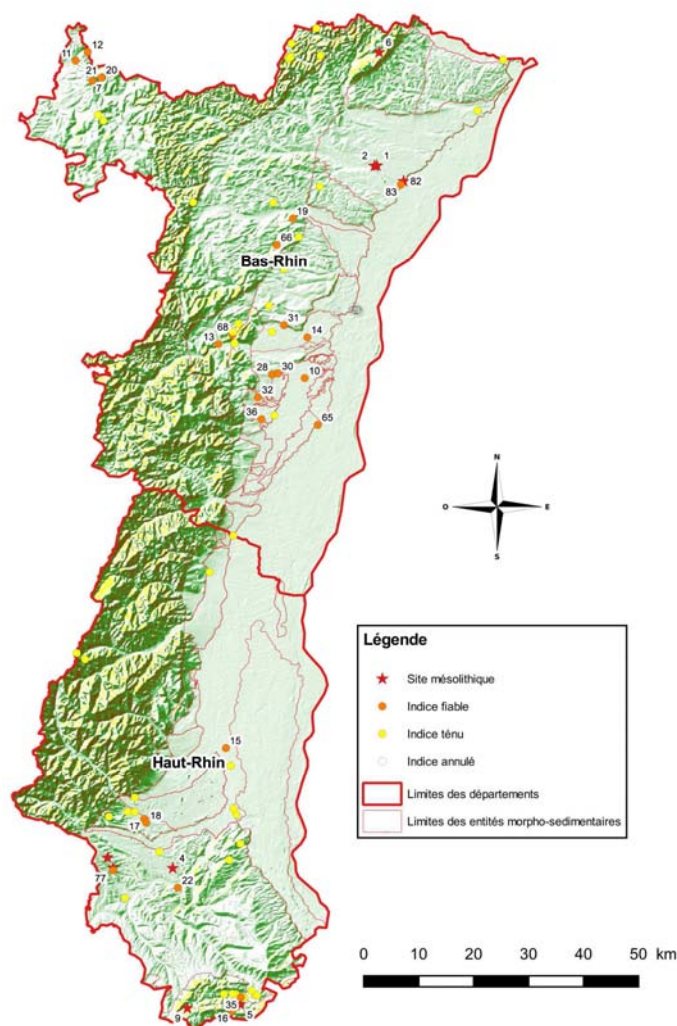 6
12
11
21
20
7
2
1
82
83
19
66
Bas-Rhin
31
68
14
13
28
30
10
32
36
65
N
O
E
S
Légende
Site mésolithique
Indice fiable
Indice ténu
Indice annulé
Limites des départements
Limites des entités morpho-sedimentaires
15
Haut-Rhin
18
17
4
77
22
0 10 20 30 40 50 km
35
9
16
5